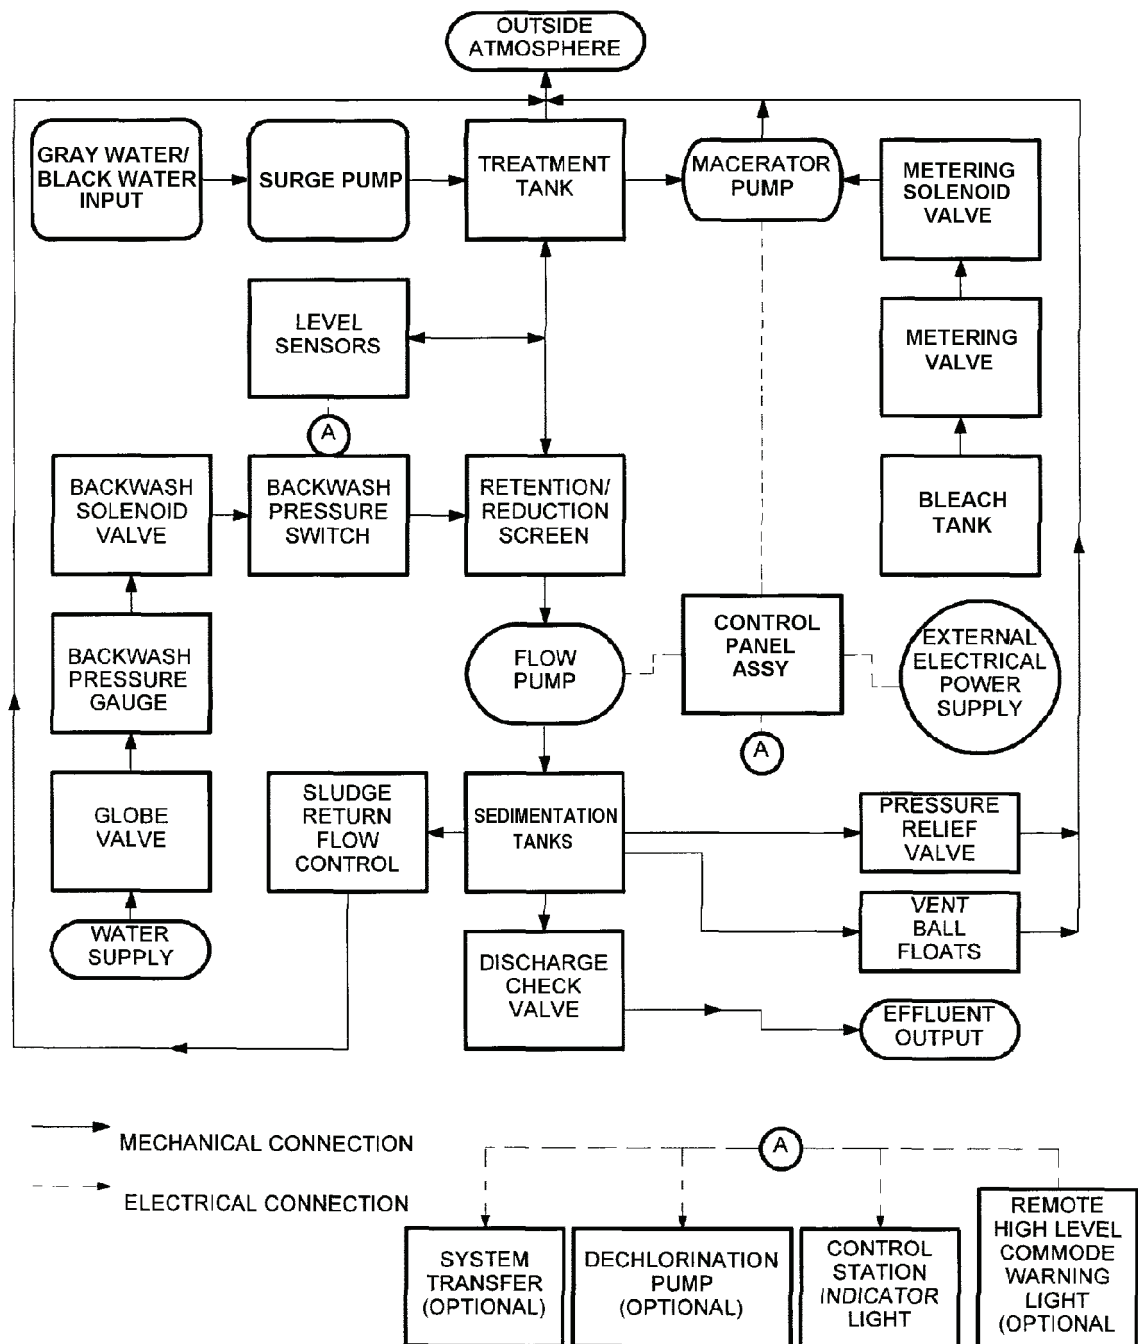 OUTSIDE
ATMOSPHERE
GRAY WATER/
BLACK WATER
INPUT
SURGE PUMP
TREATMENT
TANK
MACERATOR
PUMP
METERING
SOLENOID
VALVE
LEVEL
SENSORS
METERING
VALVE
A
BACKWASH
SOLENOID
VALVE
BACKWASH
PRESSURE
SWITCH
RETENTION/
REDUCTION
SCREEN
BLEACH
TANK
BACKWASH
PRESSURE
GAUGE
FLOW
PUMP
CONTROL
PANEL
ASSY
EXTERNAL
ELECTRICAL
POWER
SUPPLY
A
GLOBE
VALVE
SLUDGE
RETURN
FLOW
CONTROL
SEDIMENTATION
TANKS
PRESSURE
RELIEF
VALVE
WATER
SUPPLY
VENT
BALL
FLOATS
DISCHARGE
CHECK
VALVE
EFFLUENT
OUTPUT
MECHANICAL CONNECTION
ELECTRICAL CONNECTION
A
SYSTEM
TRANSFER
(OPTIONAL)
DECHLORINATION
PUMP
(OPTIONAL)
CONTROL
STATION
INDICATOR
LIGHT
REMOTE
HIGH LEVEL
COMMODE
WARNING
LIGHT
(OPTIONAL